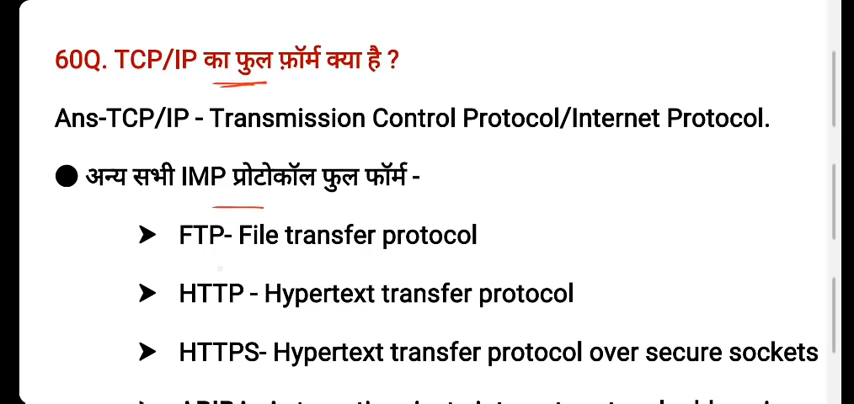 60Q. TCP/IP का फुल फ़ॉर्म क्या है ?
Ans-TCP/IP - Transmission Control Protocol/Internet Protocol.
● अन्य सभी IMP प्रोटोकॉल फुल फॉर्म -
➤ FTP- File transfer protocol
➤ HTTP - Hypertext transfer protocol
➤ HTTPS- Hypertext transfer protocol over secure sockets